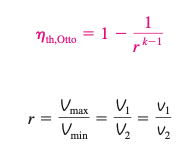 η_th,Otto = 1 − 1 / r^(k−1)
r = V_max / V_min = V_1 / V_2 = v_1 / v_2